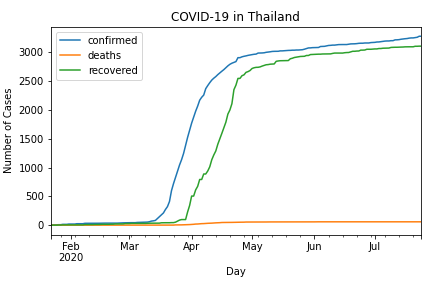 COVID-19 in Thailand
confirmed
deaths
recovered
Number of Cases
3000
2500
2000
1500
1000
500
0
Feb Mar Apr May Jun Jul
2020
Day